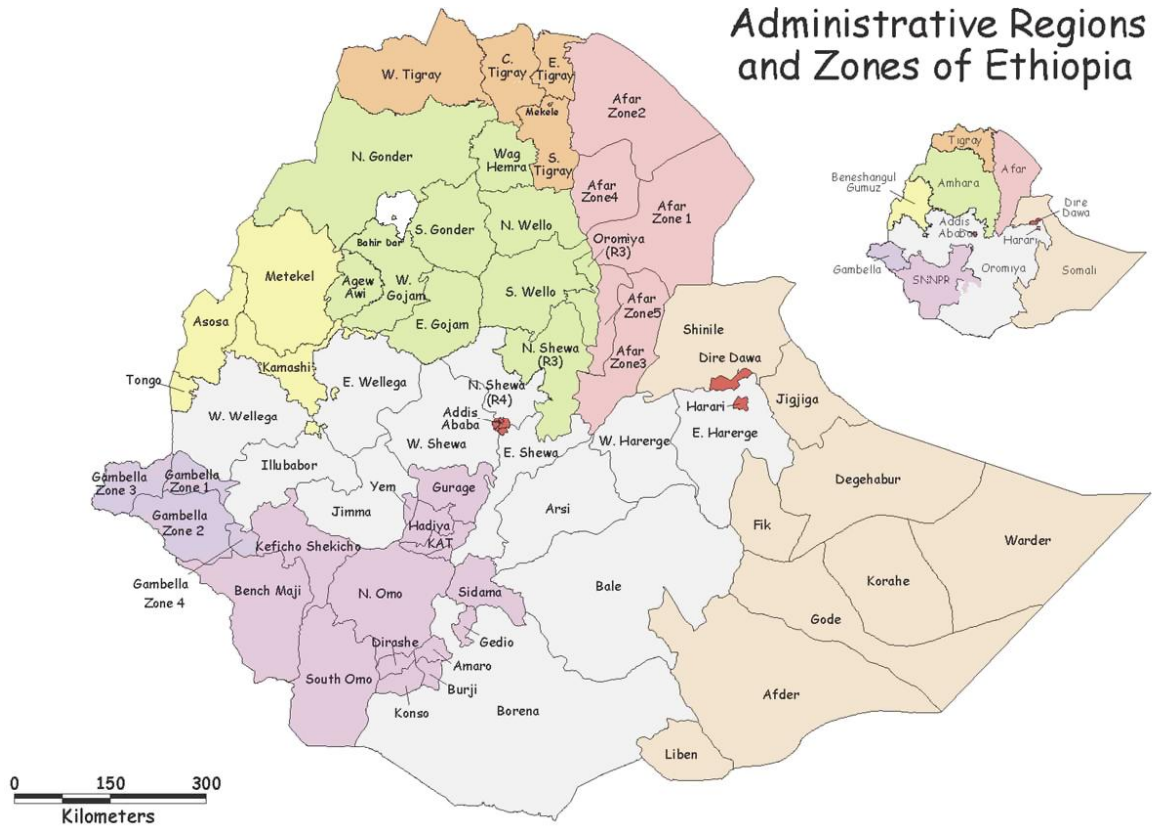 Administrative Regions
and Zones of Ethiopia
W. Tigray
C.
Tigray
E.
Tigray
Mekele
S.
Tigray
Afar
Zone2
N. Gonder
Wag
Hemra
Afar
Zone4
Afar
Zone 1
Bahir Dar
S. Gonder
N. Wello
Oromiya
(R3)
Metekel
Agew
Awi
W.
Gojam
S. Wello
Afar
Zone5
Asosa
E. Gojam
Shinile
N. Shewa
(R3)
Afar
Zone3
Dire Dawa
Tongo
Kamashi
E. Wellega
N. Shewa
(R4)
Jigjiga
W. Wellega
Addis
Ababa
Harari
W. Shewa
E. Shewa
W. Harerge
E. Harerge
Gambella
Zone 3
Gambella
Zone 1
Illubabor
Yem
Gurage
Degehabur
Gambella
Zone 2
Jimma
Arsi
Hadiya
Fik
Keficho Shekicho
KAT
Warder
Gambella
Zone 4
Bench Maji
N. Omo
Sidama
Bale
Korahe
Gode
Dirashe
Gedio
Amaro
South Omo
Burji
Konso
Borena
Afder
Liben
Tigray
Afar
Beneshangul
Gumuz
Amhara
Dire
Dawa
Addis
Ababa
Harari
Gambella
SNNPR
Oromiya
Somali
0 150 300
Kilometers